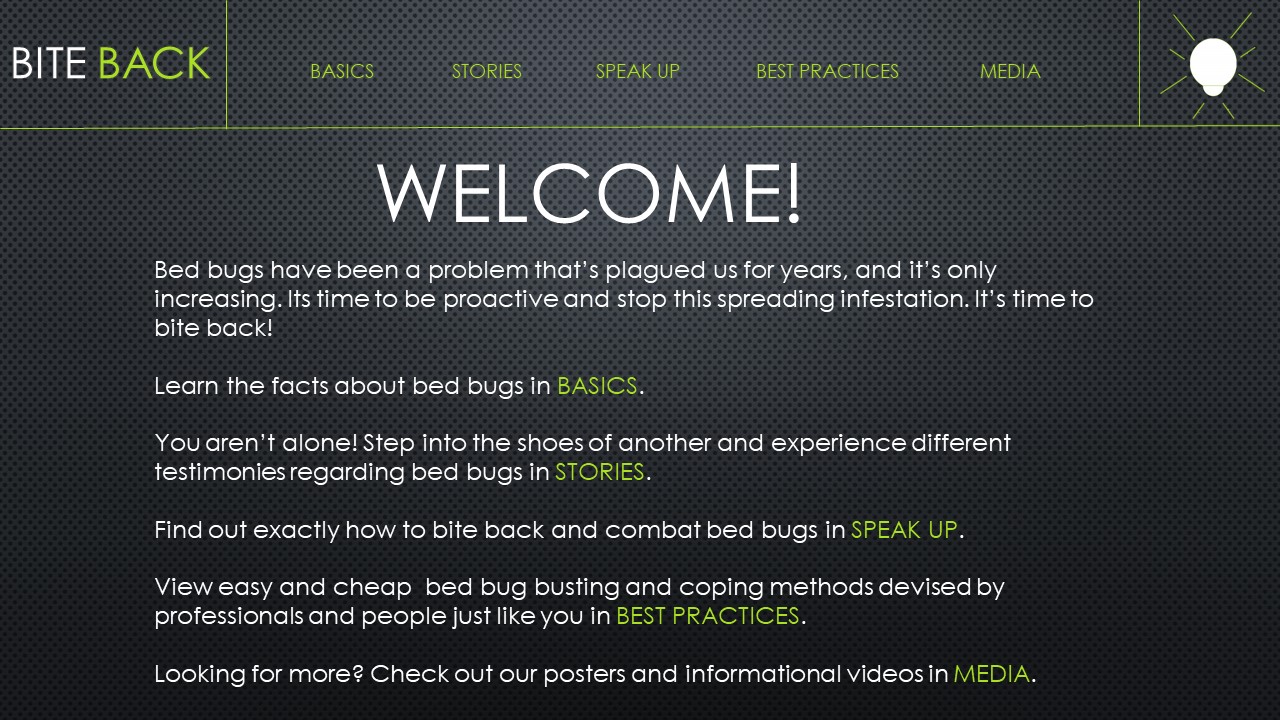 BITE BACK
BASICS STORIES SPEAK UP BEST PRACTICES MEDIA
WELCOME!
Bed bugs have been a problem that’s plagued us for years, and it’s only
increasing. Its time to be proactive and stop this spreading infestation. It’s time to
bite back!
Learn the facts about bed bugs in BASICS.
You aren’t alone! Step into the shoes of another and experience different
testimonies regarding bed bugs in STORIES.
Find out exactly how to bite back and combat bed bugs in SPEAK UP.
View easy and cheap  bed bug busting and coping methods devised by
professionals and people just like you in BEST PRACTICES.
Looking for more? Check out our posters and informational videos in MEDIA.